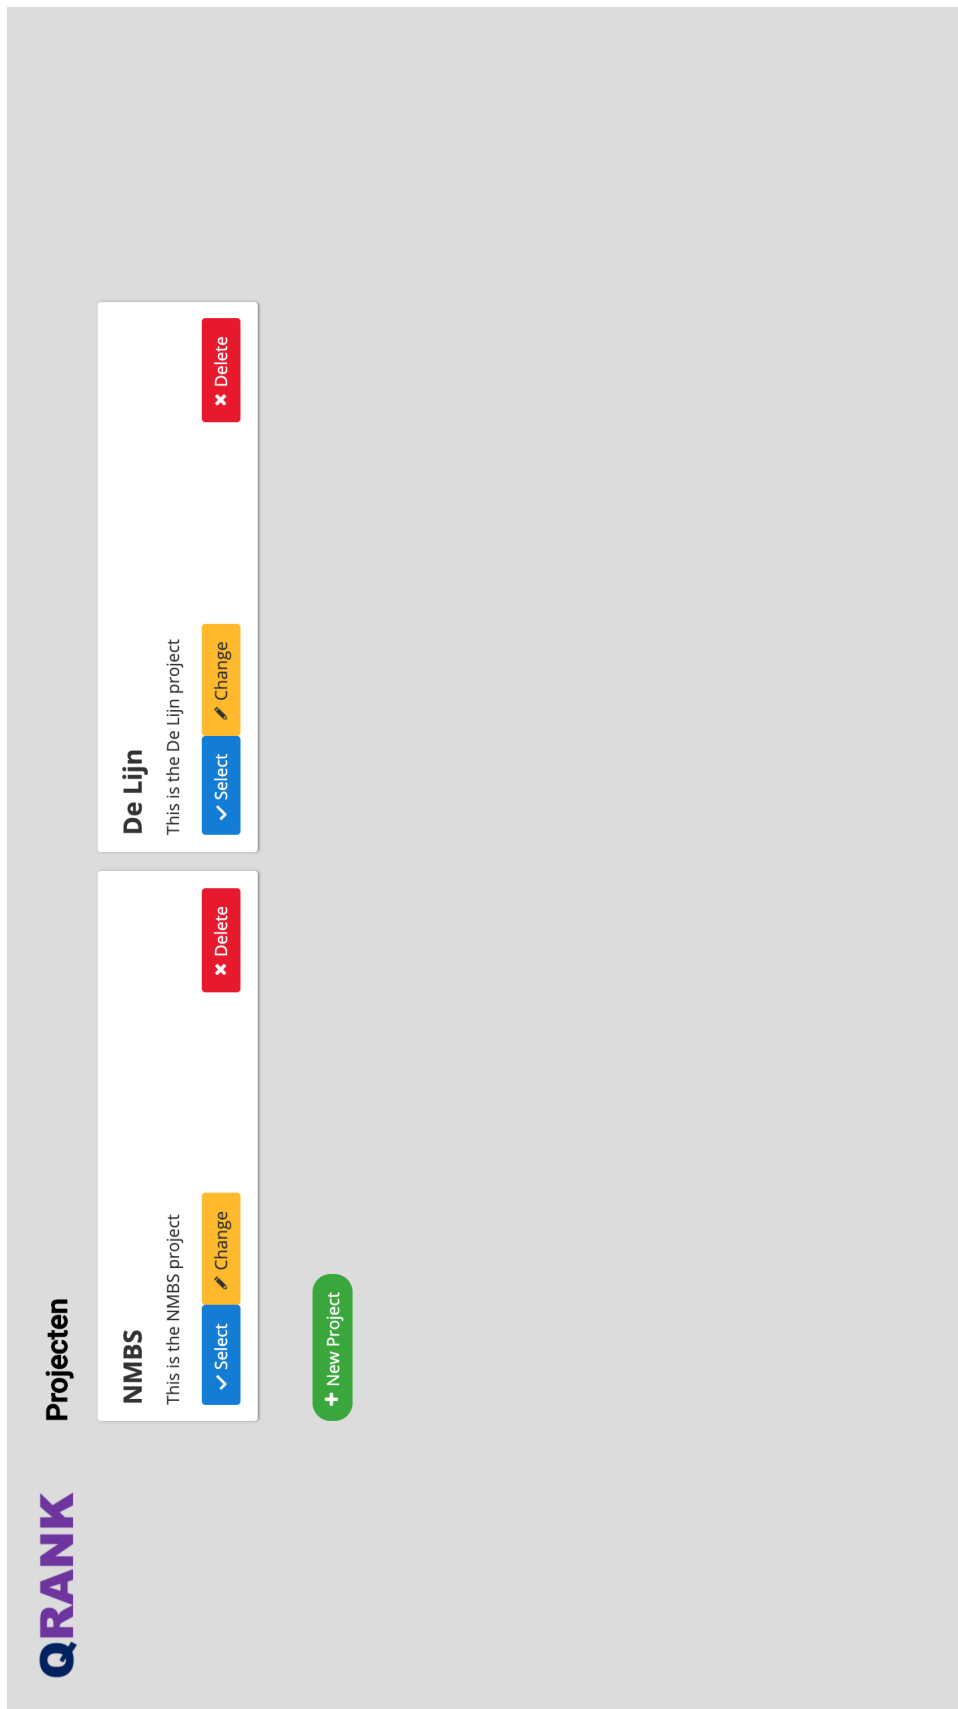 QRANK
Projecten
NMBS
This is the NMBS project
Select
Change
Delete
De Lijn
This is the De Lijn project
Select
Change
Delete
New Project